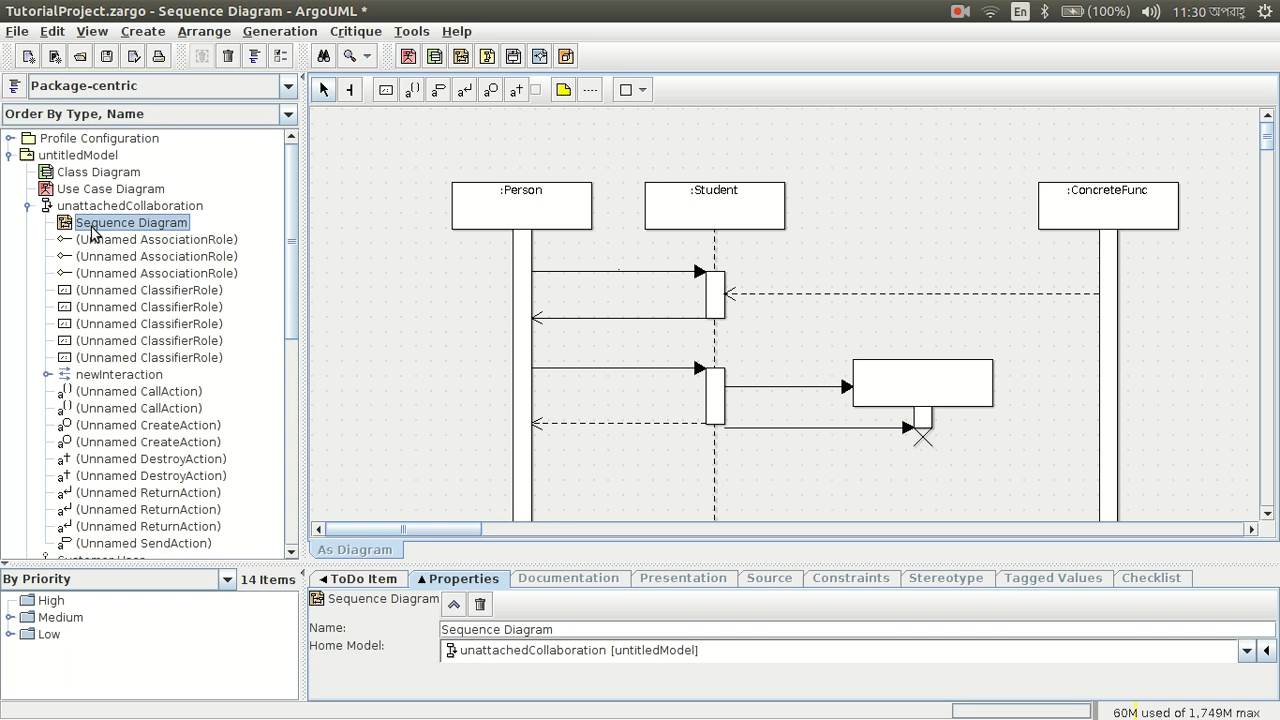 TutorialProject.zargo - Sequence Diagram - ArgoUML *
En (100%) 11:30 অপরাহ্ণ
File Edit View Create Arrange Generation Critique Tools Help
Package-centric
Order By Type, Name
Profile Configuration
untitledModel
Class Diagram
Use Case Diagram
unattachedCollaboration
Sequence Diagram
(Unnamed AssociationRole)
(Unnamed AssociationRole)
(Unnamed AssociationRole)
(Unnamed ClassifierRole)
(Unnamed ClassifierRole)
(Unnamed ClassifierRole)
(Unnamed ClassifierRole)
(Unnamed ClassifierRole)
newInteraction
(Unnamed CallAction)
(Unnamed CallAction)
(Unnamed CreateAction)
(Unnamed CreateAction)
(Unnamed DestroyAction)
(Unnamed DestroyAction)
(Unnamed ReturnAction)
(Unnamed ReturnAction)
(Unnamed ReturnAction)
(Unnamed SendAction)
:Person
:Student
:ConcreteFunc
As Diagram
By Priority
14 Items
High
Medium
Low
ToDo Item Properties Documentation Presentation Source Constraints Stereotype Tagged Values Checklist
Sequence Diagram
Name: Sequence Diagram
Home Model: unattachedCollaboration [untitledModel]
60M used of 1,749M max